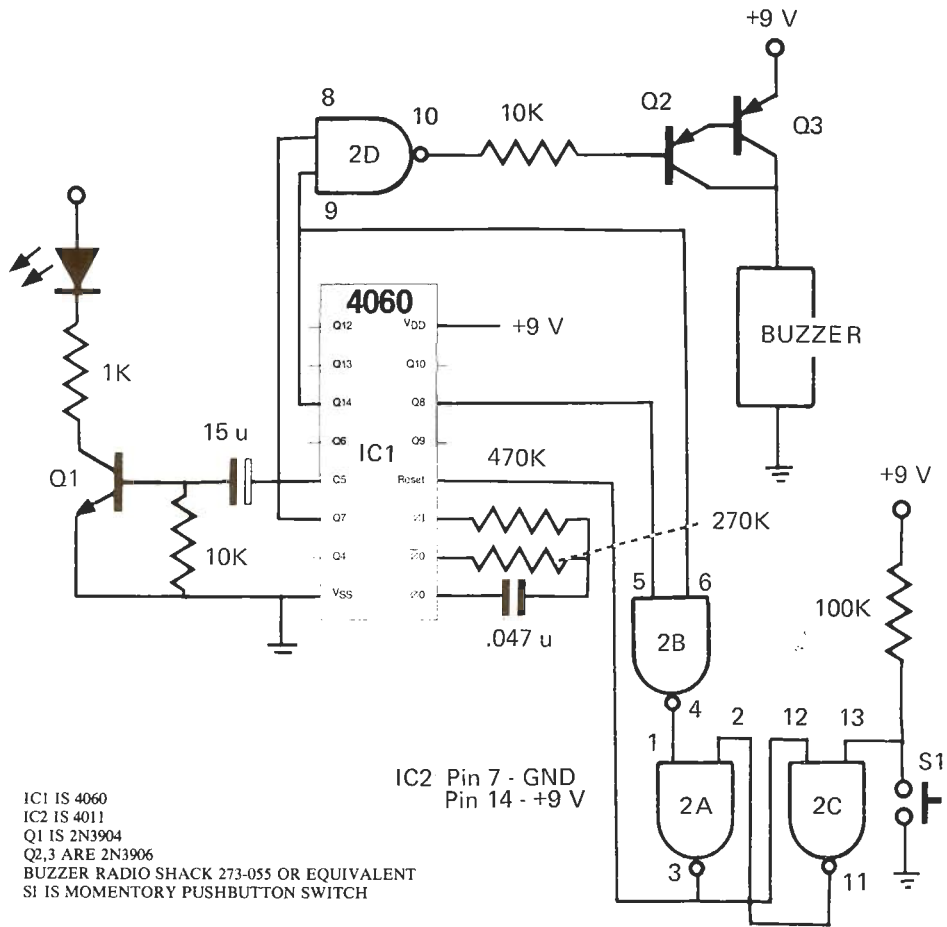 +9 V
8
10
10K
Q2
Q3
2D
9
4060
Q12
VDD
+9 V
Q13
Q10
BUZZER
1K
Q14
Q8
15 u
Q6
Q9
IC1
470K
Q1
Reset
+9 V
Q7
270K
10K
Q4
VSS
5
6
100K
.047 u
2B
4
1
2
12
13
S1
IC2 Pin 7 - GND
Pin 14 - +9 V
2A
2C
3
11
IC1 IS 4060
IC2 IS 4011
Q1 IS 2N3904
Q2,3 ARE 2N3906
BUZZER RADIO SHACK 273-055 OR EQUIVALENT
S1 IS MOMENTORY PUSHBUTTON SWITCH